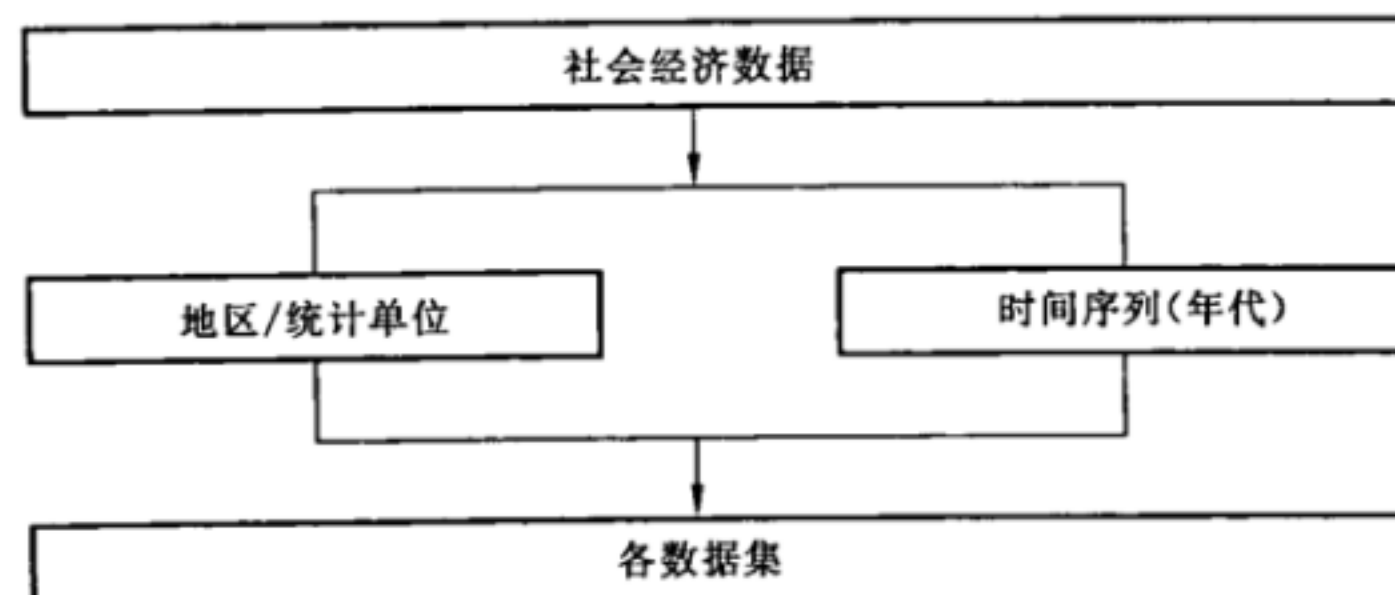 社会经济数据
地区/统计单位
时间序列(年代)
各数据集